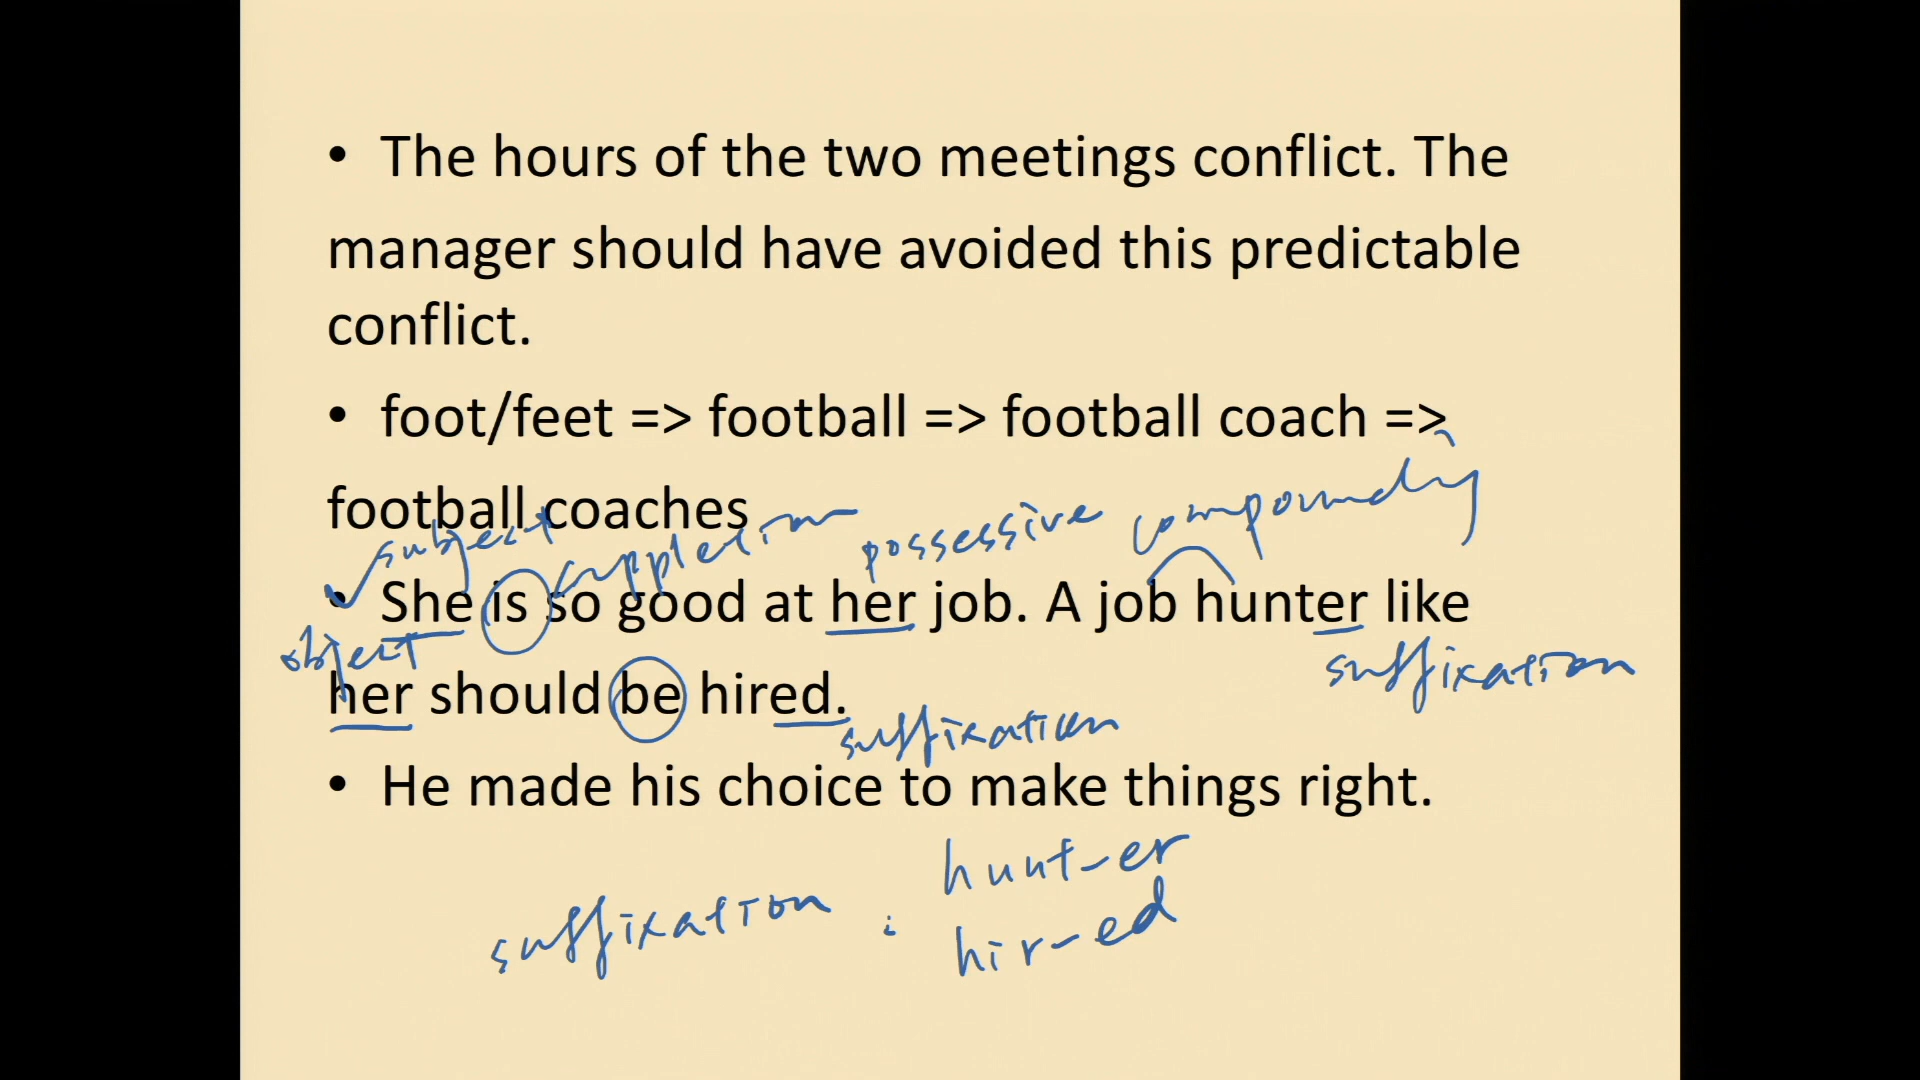 • The hours of the two meetings conflict. The
manager should have avoided this predictable
conflict.
• foot/feet => football => football coach =>
football coaches
subject suppletion possessive compounding
• She is so good at her job. A job hunter like
object suffixation
her should be hired.
suffixation
• He made his choice to make things right.
hunt-er
suffixation :
hir-ed